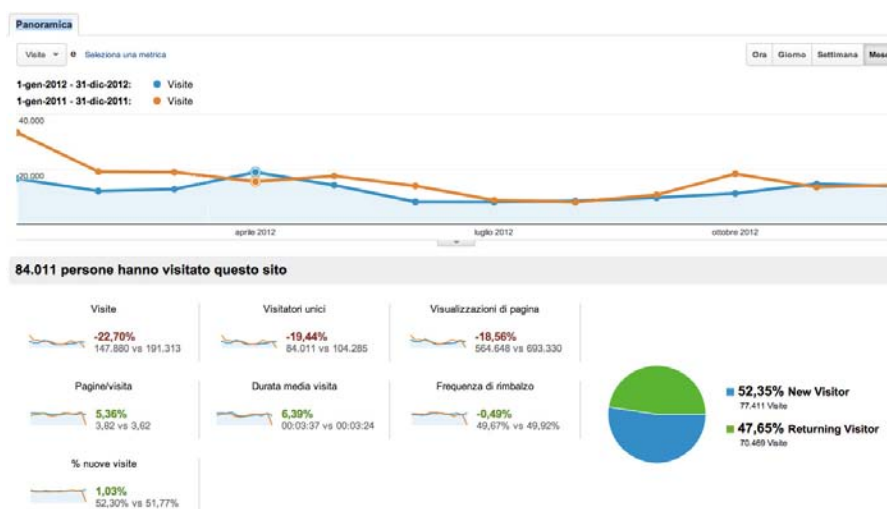 Panoramica
Visite e Seleziona una metrica
Ora Giorno Settimana Mese
1-gen-2012 - 31-dic-2012: Visite
1-gen-2011 - 31-dic-2011: Visite
40.000
20.000
aprile 2012 luglio 2012 ottobre 2012
84.011 persone hanno visitato questo sito
Visite Visitatori unici Visualizzazioni di pagina
-22,70% -19,44% -18,56%
147.880 vs 191.313 84.011 vs 104.285 564.648 vs 693.330
Pagine/visita Durata media visita Frequenza di rimbalzo
5,36% 6,39% -0,49%
3,82 vs 3,62 00:03:37 vs 00:03:24 49,67% vs 49,92%
52,35% New Visitor
77.411 Visite
47,65% Returning Visitor
70.469 Visite
% nuove visite
1,03%
52,30% vs 51,77%